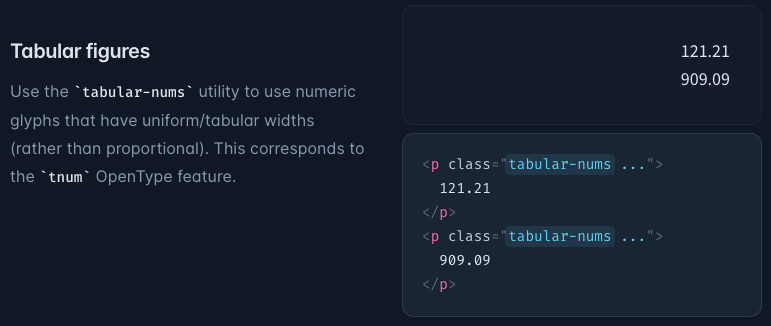 Tabular figures
Use the `tabular-nums` utility to use numeric
glyphs that have uniform/tabular widths
(rather than proportional). This corresponds to
the `tnum` OpenType feature.
121.21
909.09
<p class="tabular-nums ...">
  121.21
</p>
<p class="tabular-nums ...">
  909.09
</p>